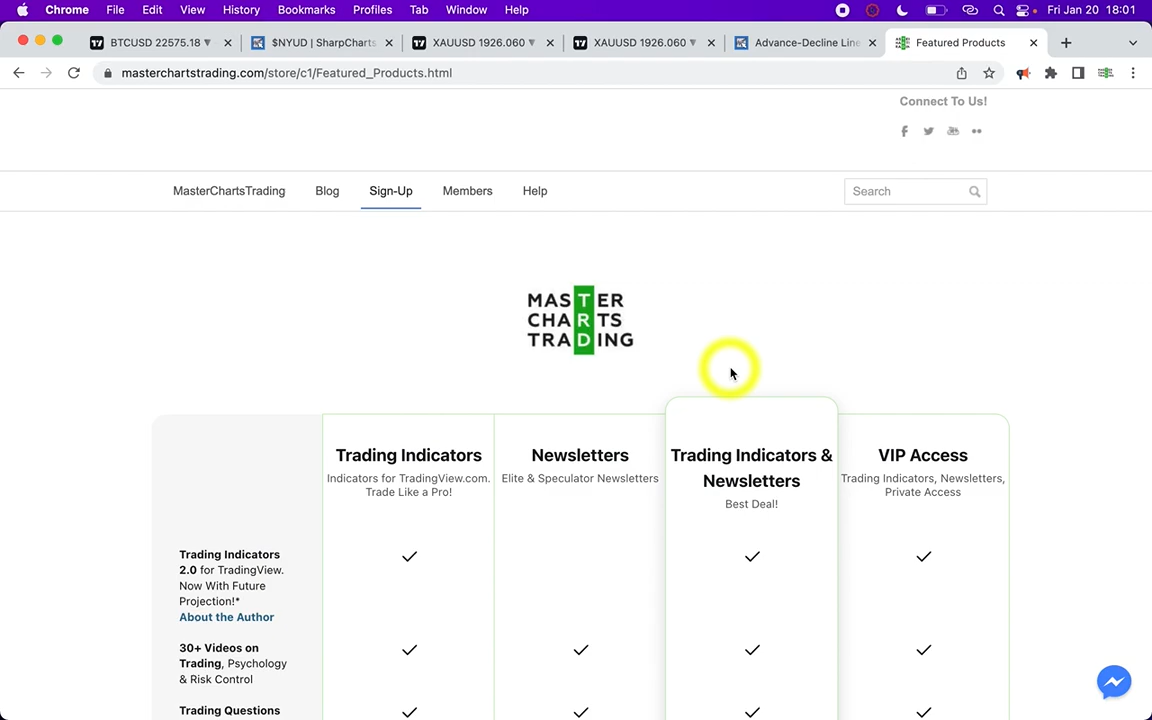 Chrome File Edit View History Bookmarks Profiles Tab Window Help Fri Jan 20 18:01
BTCUSD 22575.18 $NYUD | SharpCharts XAUUSD 1926.060 XAUUSD 1926.060 Advance-Decline Line Featured Products
masterchartstrading.com/store/c1/Featured_Products.html
Connect To Us!
MasterChartsTrading Blog Sign-Up Members Help Search
MASTER
CHARTS
TRADING
Trading Indicators
Indicators for TradingView.com.
Trade Like a Pro!
Newsletters
Elite & Speculator Newsletters
Trading Indicators &
Newsletters
Best Deal!
VIP Access
Trading Indicators, Newsletters,
Private Access
Trading Indicators
2.0 for TradingView.
Now With Future
Projection!*
About the Author
30+ Videos on
Trading, Psychology
& Risk Control
Trading Questions